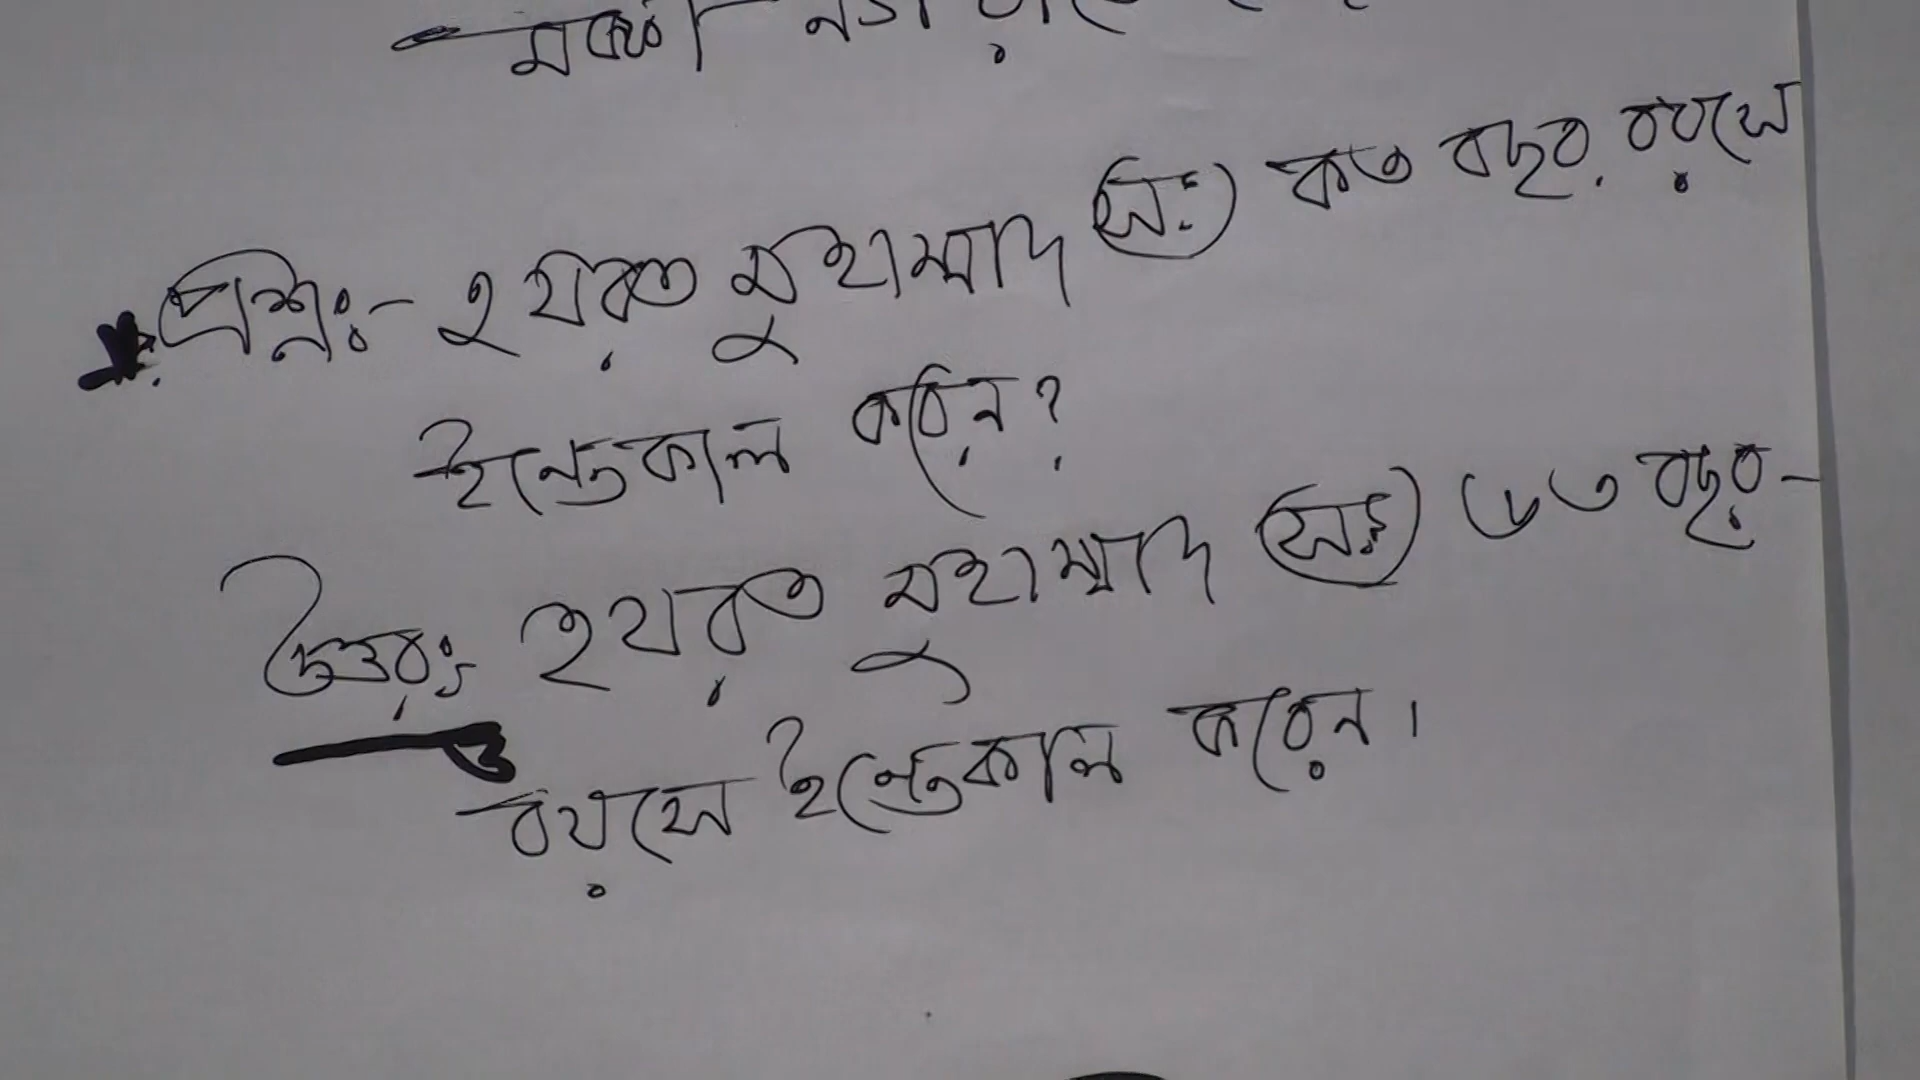 প্রশ্নঃ- হযরত মুহাম্মাদ (সঃ) কত বছর বয়সে
ইন্তেকাল করেন?
উত্তরঃ হযরত মুহাম্মাদ (সঃ) ৬৩ বছর-
বয়সে ইন্তেকাল করেন।